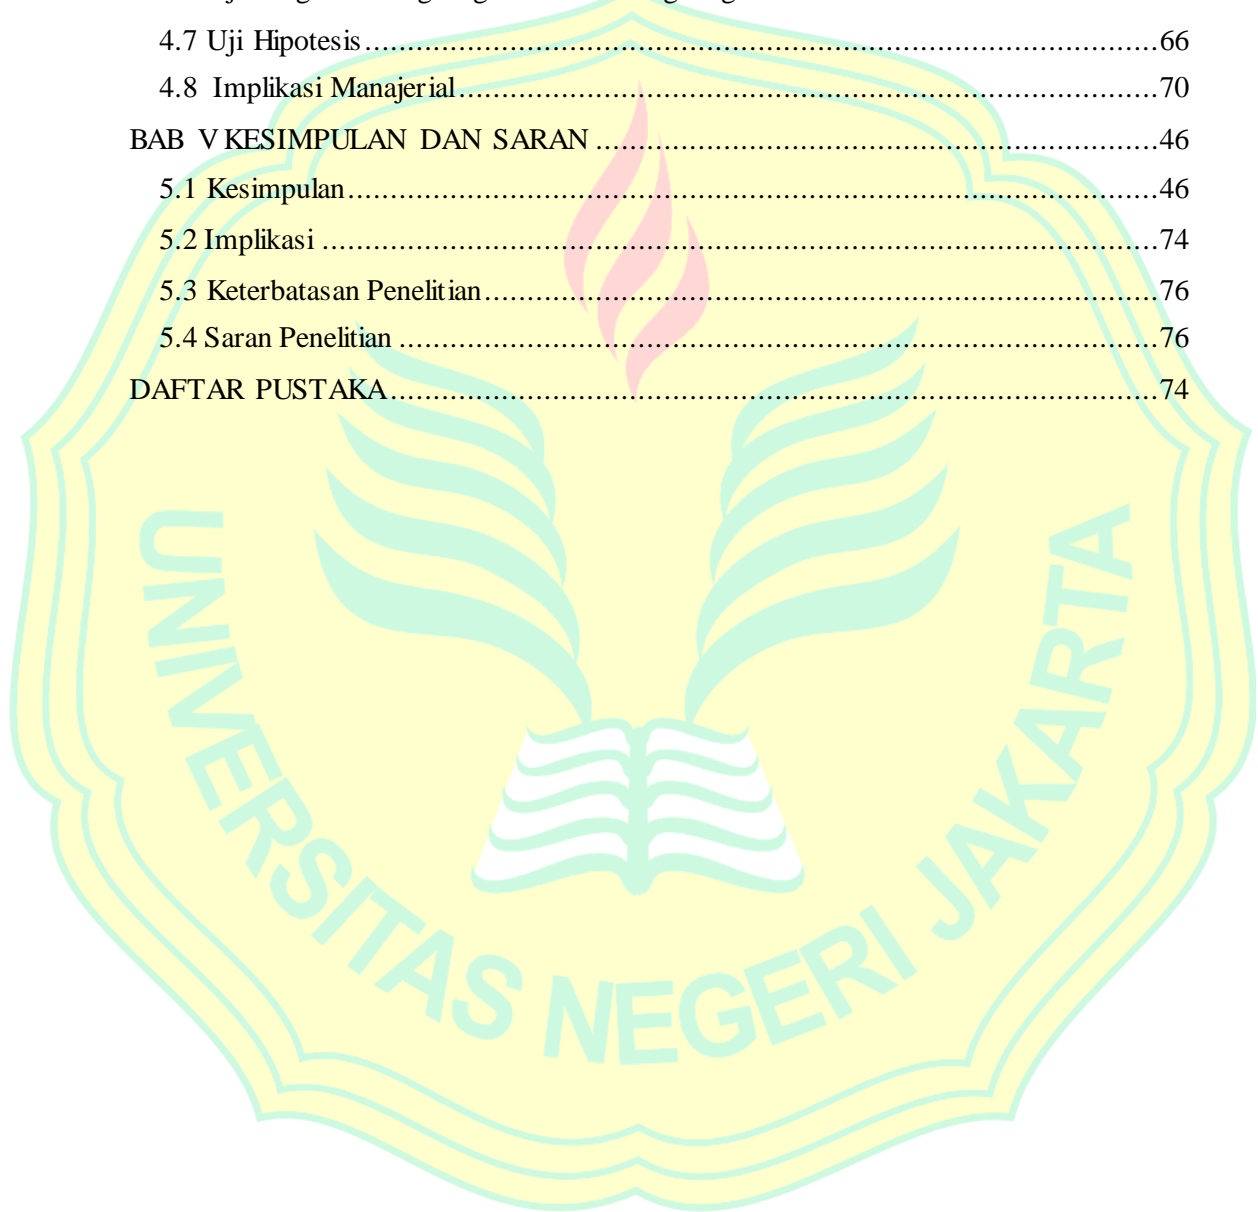 4.7 Uji Hipotesis....................................................................................................66
4.8 Implikasi Manajerial........................................................................................70
BAB V KESIMPULAN DAN SARAN ......................................................................46
5.1 Kesimpulan......................................................................................................46
5.2 Implikasi .........................................................................................................74
5.3 Keterbatasan Penelitian.....................................................................................76
5.4 Saran Penelitian ...............................................................................................76
DAFTAR PUSTAKA................................................................................................74
UNIVERSITAS NEGERI JAKARTA